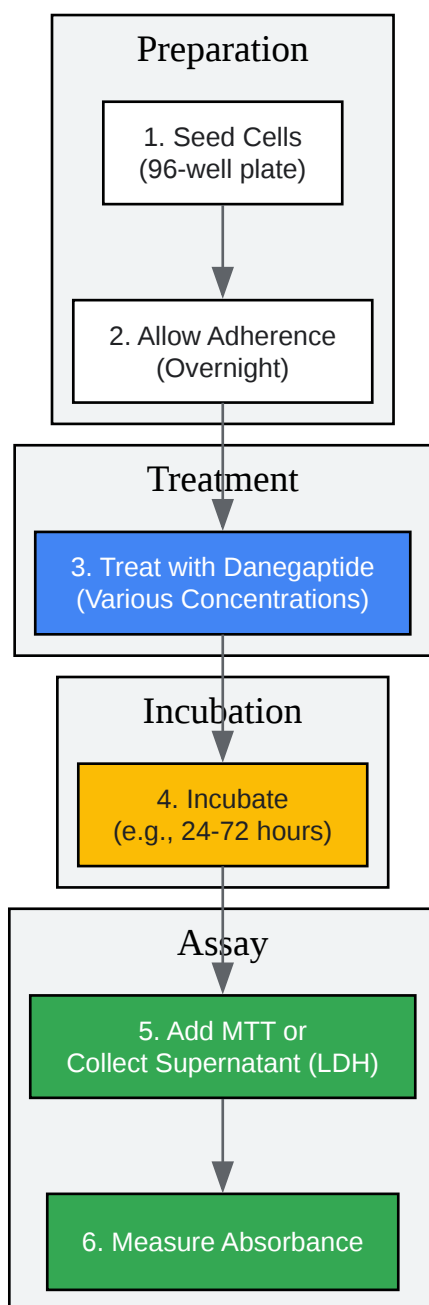 Preparation
1. Seed Cells
(96-well plate)
2. Allow Adherence
(Overnight)
Treatment
3. Treat with Danegaptide
(Various Concentrations)
Incubation
4. Incubate
(e.g., 24-72 hours)
Assay
5. Add MTT or
Collect Supernatant (LDH)
6. Measure Absorbance